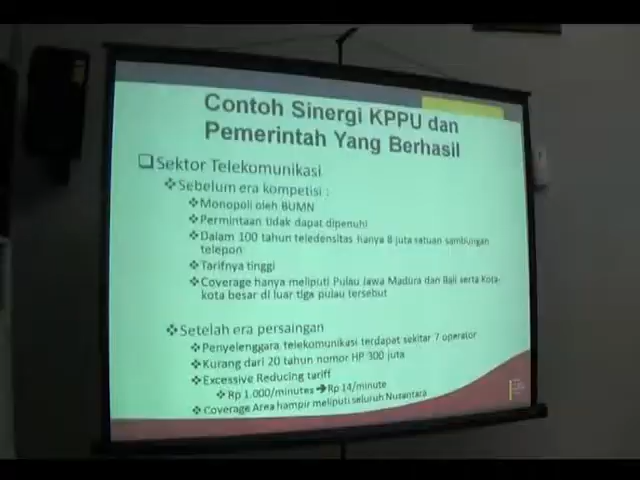 Contoh Sinergi KPPU dan
Pemerintah Yang Berhasil
Sektor Telekomunikasi
Sebelum era kompetisi :
Monopoli oleh BUMN
Permintaan tidak dapat dipenuhi
Dalam 100 tahun teledensitas hanya 8 juta satuan sambungan
telepon
Tarifnya tinggi
Coverage hanya meliputi Pulau Jawa Madura dan Bali serta Kota-
kota besar di luar tiga pulau tersebut
Setelah era persaingan
Penyelenggara telekomunikasi terdapat sekitar 7 operator
Kurang dari 20 tahun nomor HP 300 juta
Excessive Reducing tariff
Rp 1.000/minutes ➔Rp 14/minute
Coverage Area hampir meliputi seluruh Nusantara